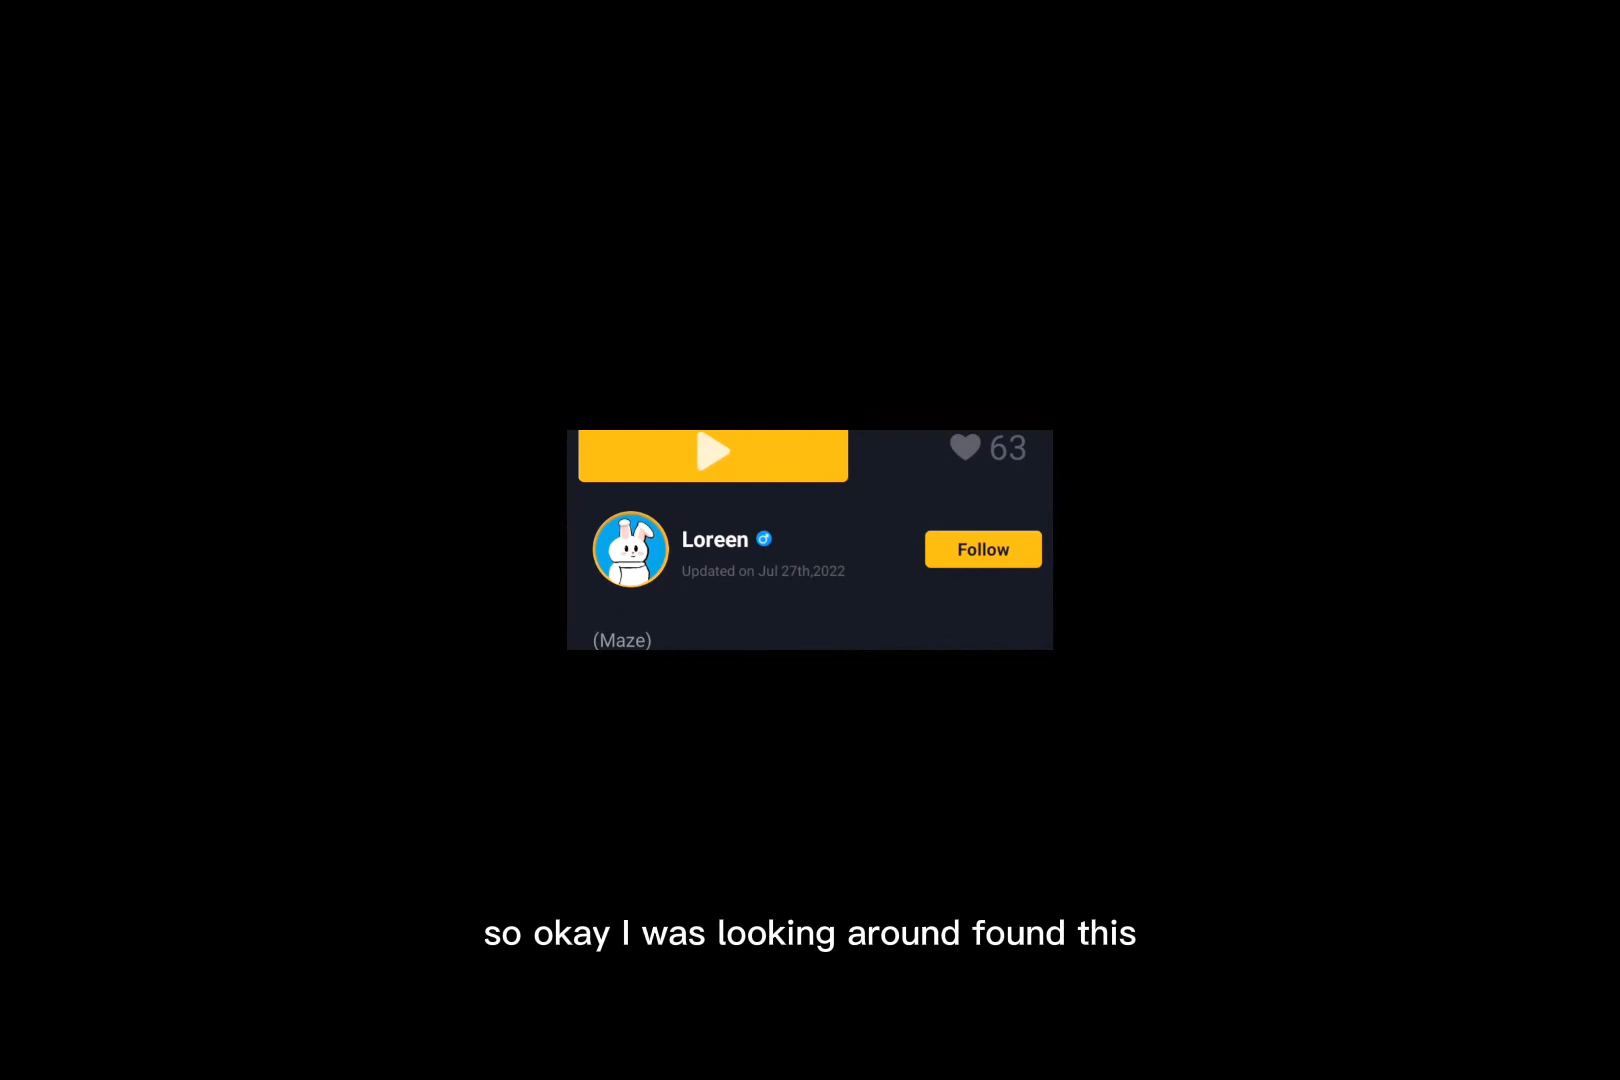 63
Loreen
Follow
Updated on Jul 27th,2022
(Maze)
so okay I was looking around found this